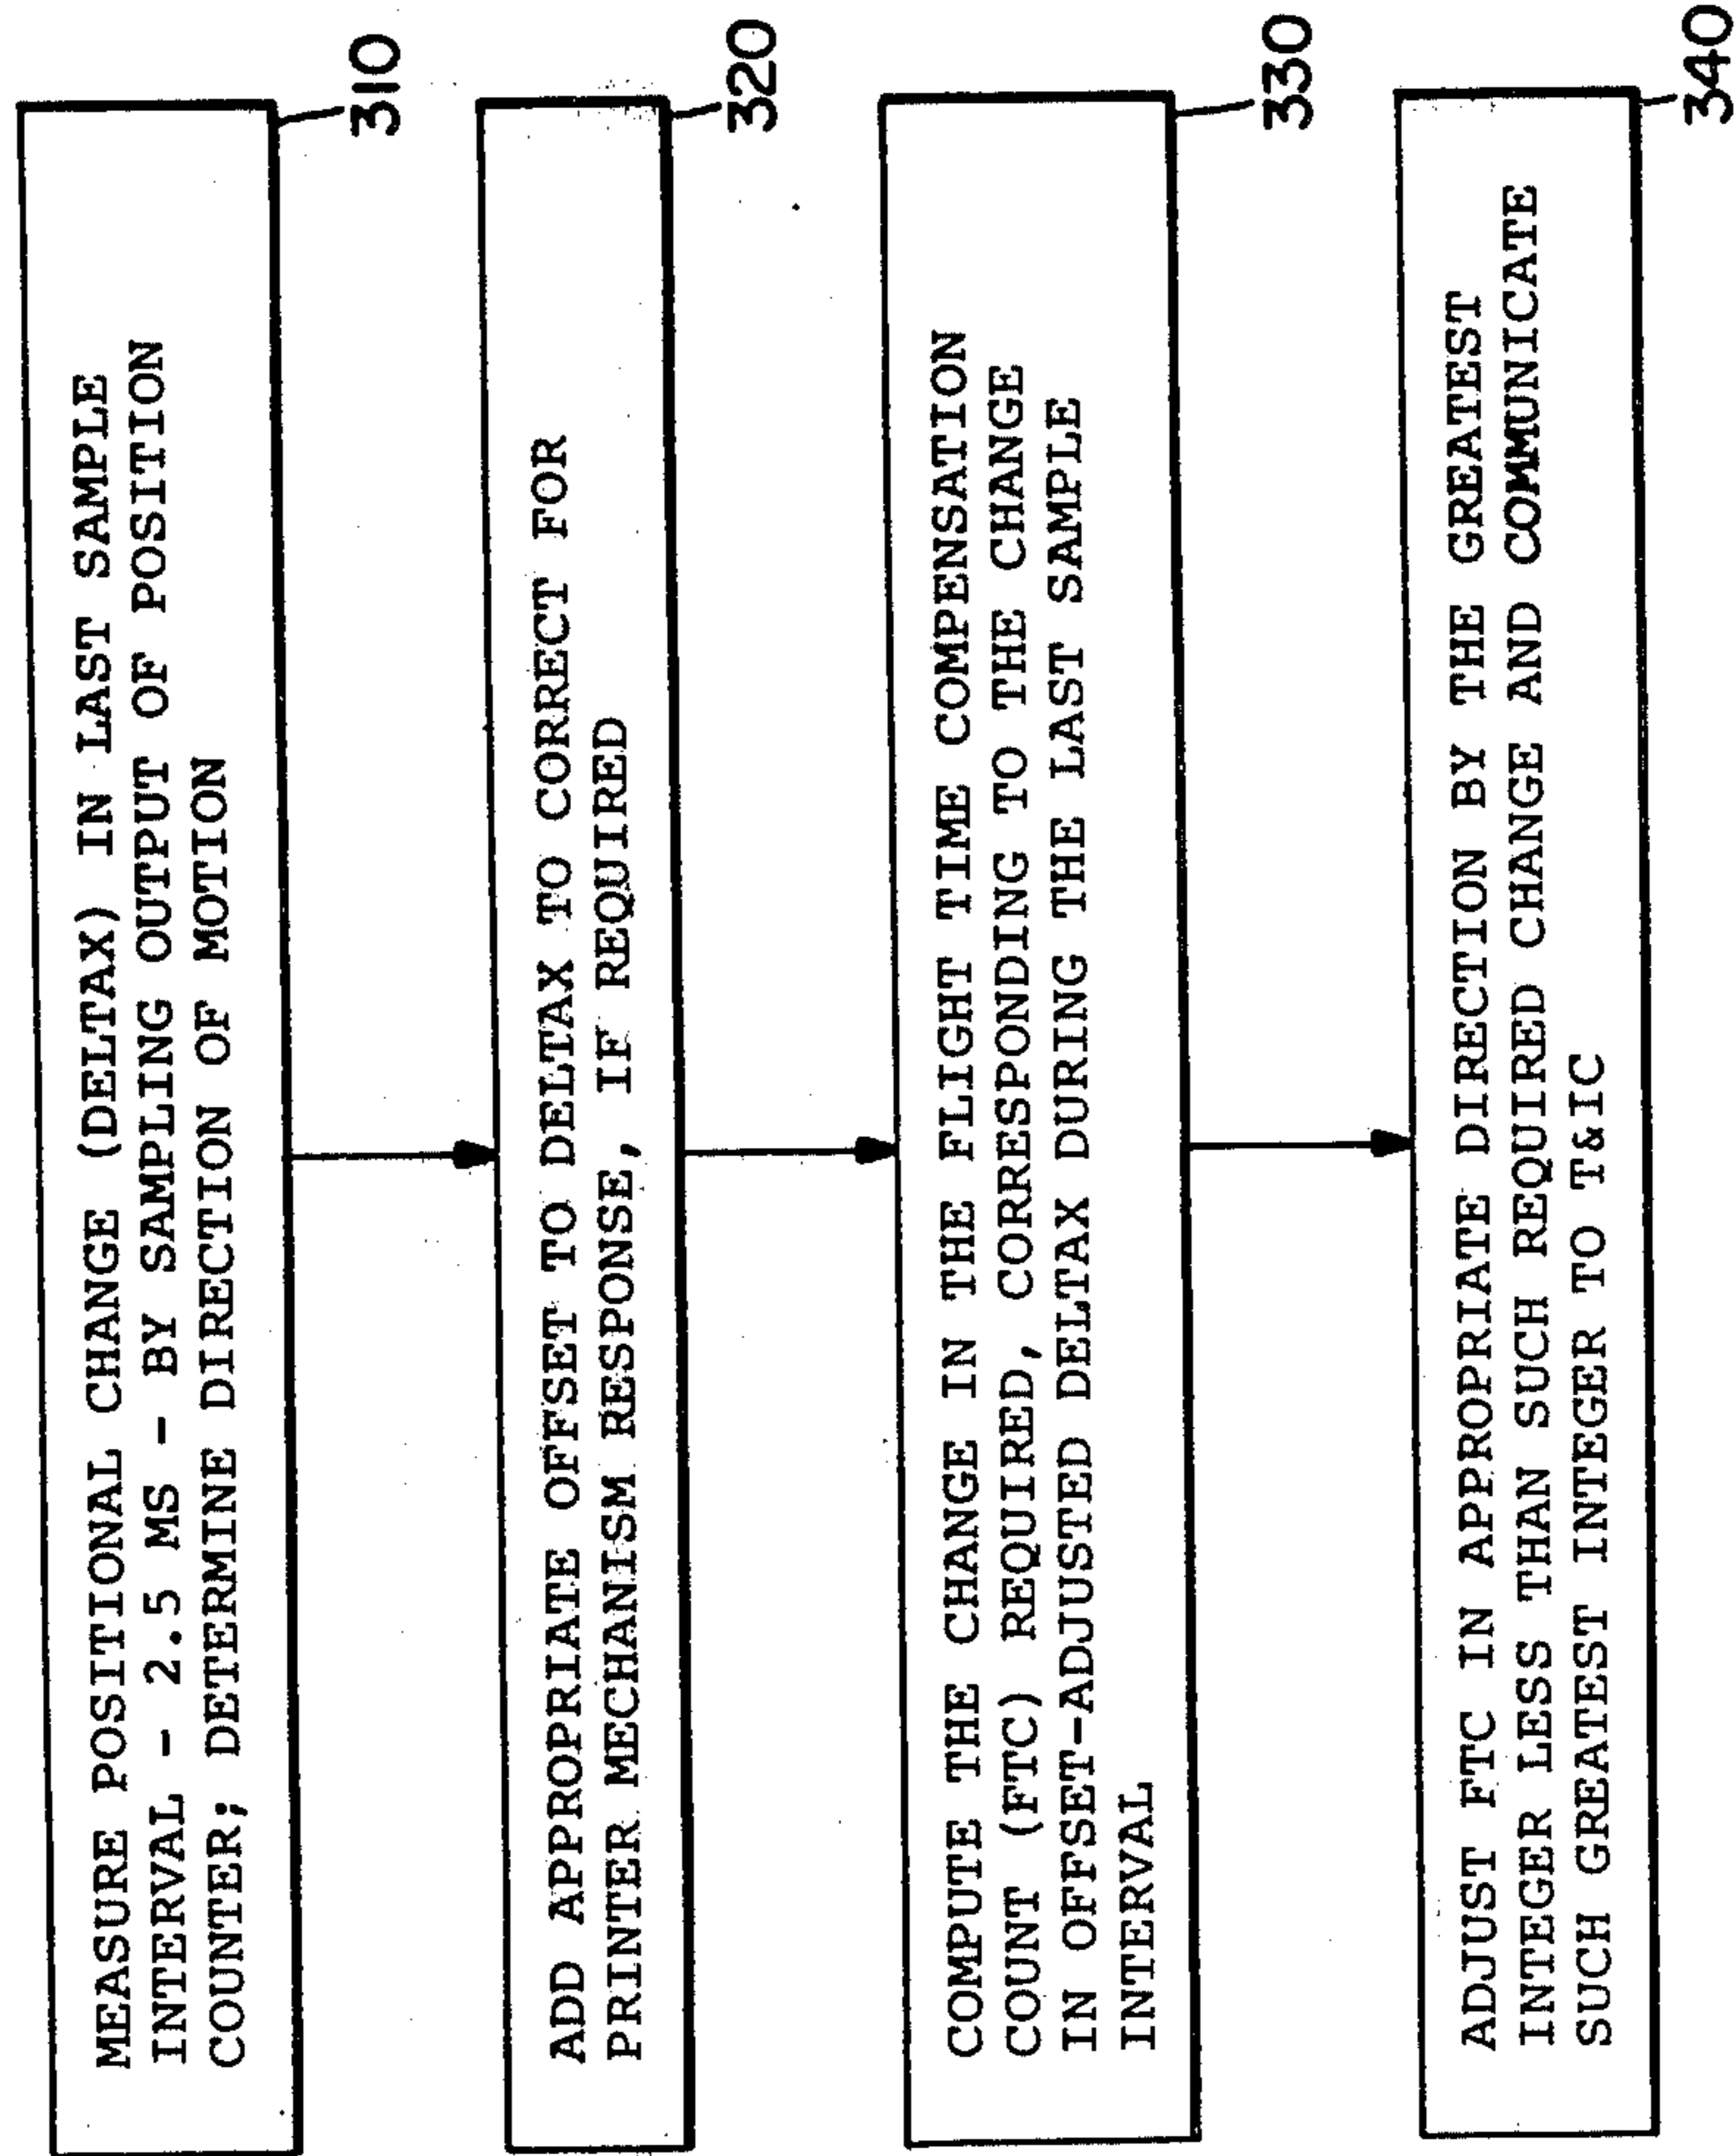 MEASURE POSITIONAL CHANGE (DELTAX) IN LAST SAMPLE
INTERVAL - 2.5 MS - BY SAMPLING OUTPUT OF POSITION
COUNTER; DETERMINE DIRECTION OF MOTION
310
ADD APPROPRIATE OFFSET TO DELTAX TO CORRECT FOR
PRINTER MECHANISM RESPONSE, IF REQUIRED
320
COMPUTE THE CHANGE IN THE FLIGHT TIME COMPENSATION
COUNT (FTC) REQUIRED, CORRESPONDING TO THE CHANGE
IN OFFSET-ADJUSTED DELTAX DURING THE LAST SAMPLE
INTERVAL
330
ADJUST FTC IN APPROPRIATE DIRECTION BY THE GREATEST
INTEGER LESS THAN SUCH REQUIRED CHANGE AND COMMUNICATE
SUCH GREATEST INTEGER TO T&IC
340